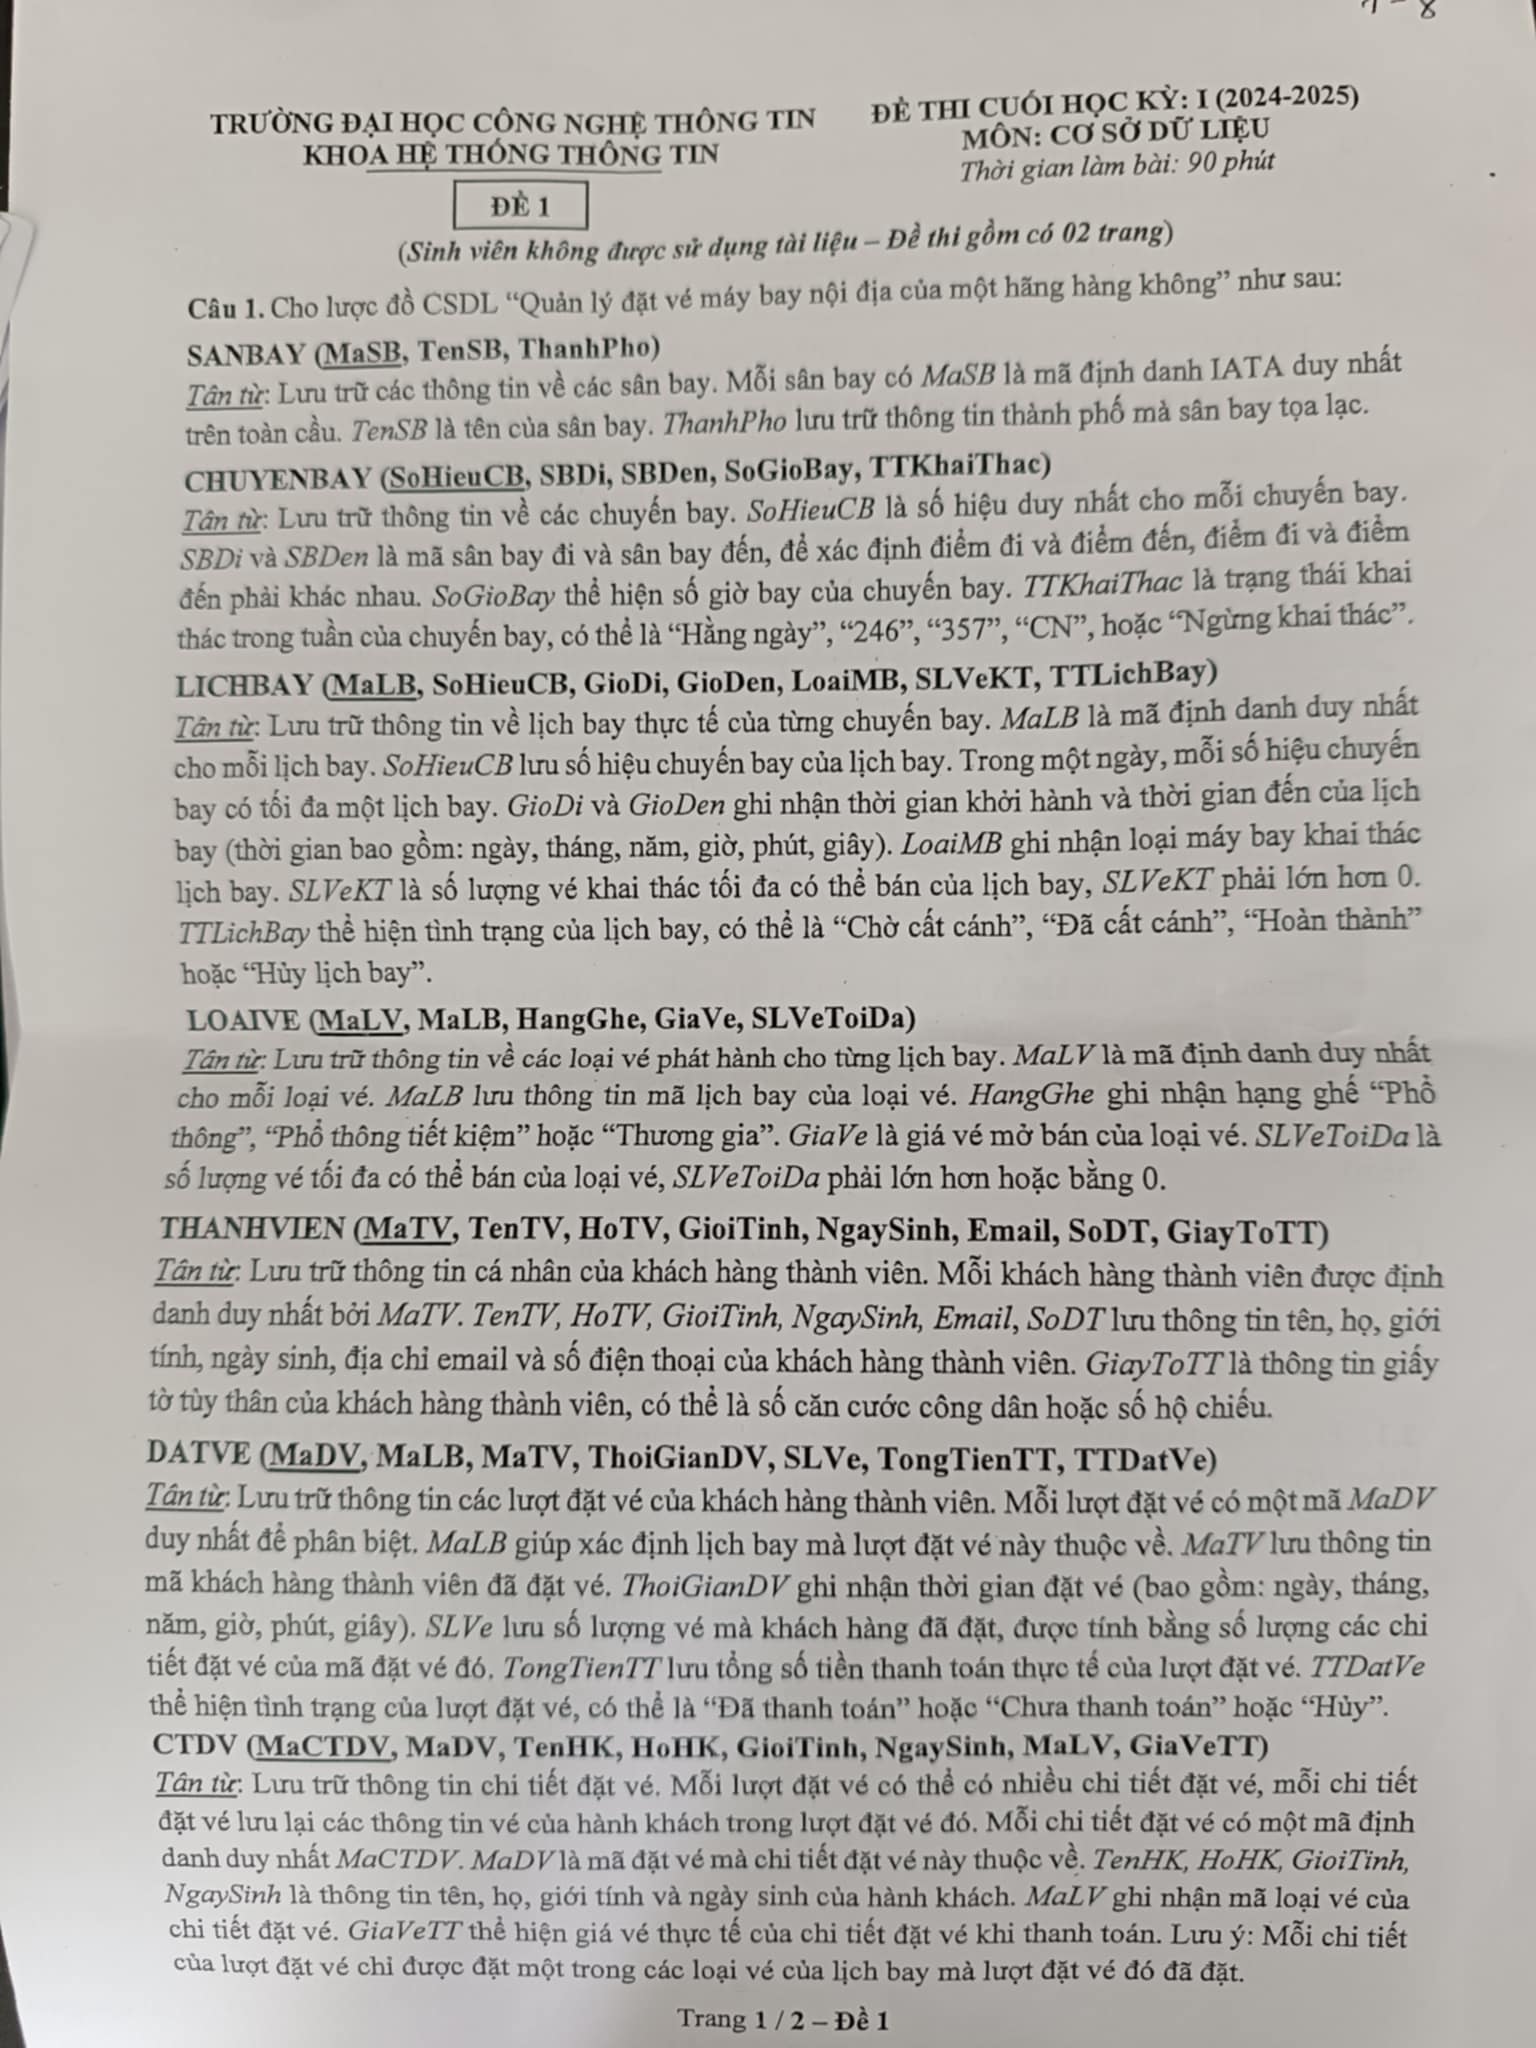 TRƯỜNG ĐẠI HỌC CÔNG NGHỆ THÔNG TIN
KHOA HỆ THỐNG THÔNG TIN
ĐỀ 1
ĐỀ THI CUỐI HỌC KỲ: I (2024-2025)
MÔN: CƠ SỞ DỮ LIỆU
Thời gian làm bài: 90 phút
(Sinh viên không được sử dụng tài liệu – Đề thi gồm có 02 trang)
Câu 1. Cho lược đồ CSDL “Quản lý đặt vé máy bay nội địa của một hãng hàng không” như sau:
SANBAY (MaSB, TenSB, ThanhPho)
Tân từ: Lưu trữ các thông tin về các sân bay. Mỗi sân bay có MaSB là mã định danh IATA duy nhất
trên toàn cầu. TenSB là tên của sân bay. ThanhPho lưu trữ thông tin thành phố mà sân bay tọa lạc.
CHUYENBAY (SoHieuCB, SBDi, SBDen, SoGioBay, TTKhaiThac)
Tân từ: Lưu trữ thông tin về các chuyến bay. SoHieuCB là số hiệu duy nhất cho mỗi chuyến bay.
SBDi và SBDen là mã sân bay đi và sân bay đến, để xác định điểm đi và điểm đến, điểm đi và điểm
đến phải khác nhau. SoGioBay thể hiện số giờ bay của chuyến bay. TTKhaiThac là trạng thái khai
thác trong tuần của chuyến bay, có thể là “Hằng ngày”, “246”, “357”, “CN”, hoặc “Ngừng khai thác”.
LICHBAY (MaLB, SoHieuCB, GioDi, GioDen, LoaiMB, SLVeKT, TTLichBay)
Tân từ: Lưu trữ thông tin về lịch bay thực tế của từng chuyến bay. MaLB là mã định danh duy nhất
cho mỗi lịch bay. SoHieuCB lưu số hiệu chuyến bay của lịch bay. Trong một ngày, mỗi số hiệu chuyến
bay có tối đa một lịch bay. GioDi và GioDen ghi nhận thời gian khởi hành và thời gian đến của lịch
bay (thời gian bao gồm: ngày, tháng, năm, giờ, phút, giây). LoaiMB ghi nhận loại máy bay khai thác
lịch bay. SLVeKT là số lượng vé khai thác tối đa có thể bán của lịch bay, SLVeKT phải lớn hơn 0.
TTLichBay thể hiện tình trạng của lịch bay, có thể là “Chờ cất cánh”, “Đã cất cánh”, “Hoàn thành”
hoặc “Hủy lịch bay”.
LOAIVE (MaLV, MaLB, HangGhe, GiaVe, SLVeToiDa)
Tân từ: Lưu trữ thông tin về các loại vé phát hành cho từng lịch bay. MaLV là mã định danh duy nhất
cho mỗi loại vé. MaLB lưu thông tin mã lịch bay của loại vé. HangGhe ghi nhận hạng ghế “Phổ
thông”, “Phổ thông tiết kiệm” hoặc “Thương gia”. GiaVe là giá vé mở bán của loại vé. SLVeToiDa là
số lượng vé tối đa có thể bán của loại vé, SLVeToiDa phải lớn hơn hoặc bằng 0.
THANHVIEN (MaTV, TenTV, HoTV, GioiTinh, NgaySinh, Email, SoDT, GiayToTT)
Tân từ: Lưu trữ thông tin cá nhân của khách hàng thành viên. Mỗi khách hàng thành viên được định
danh duy nhất bởi MaTV. TenTV, HoTV, GioiTinh, NgaySinh, Email, SoDT lưu thông tin tên, họ, giới
tính, ngày sinh, địa chỉ email và số điện thoại của khách hàng thành viên. GiayToTT là thông tin giấy
tờ tùy thân của khách hàng thành viên, có thể là số căn cước công dân hoặc số hộ chiếu.
DATVE (MaDV, MaLB, MaTV, ThoiGianDV, SLVe, TongTienTT, TTDatVe)
Tân từ: Lưu trữ thông tin các lượt đặt vé của khách hàng thành viên. Mỗi lượt đặt vé có một mã MaDV
duy nhất để phân biệt. MaLB giúp xác định lịch bay mà lượt đặt vé này thuộc về. MaTV lưu thông tin
mã khách hàng thành viên đã đặt vé. ThoiGianDV ghi nhận thời gian đặt vé (bao gồm: ngày, tháng,
năm, giờ, phút, giây). SLVe lưu số lượng vé mà khách hàng đã đặt, được tính bằng số lượng các chi
tiết đặt vé của mã đặt vé đó. TongTienTT lưu tổng số tiền thanh toán thực tế của lượt đặt vé. TTDatVe
thể hiện tình trạng của lượt đặt vé, có thể là “Đã thanh toán” hoặc “Chưa thanh toán” hoặc “Hủy”.
CTDV (MaCTDV, MaDV, TenHK, HoHK, GioiTinh, NgaySinh, MaLV, GiaVeTT)
Tân từ: Lưu trữ thông tin chi tiết đặt vé. Mỗi lượt đặt vé có thể có nhiều chi tiết đặt vé, mỗi chi tiết
đặt vé lưu lại các thông tin vé của hành khách trong lượt đặt vé đó. Mỗi chi tiết đặt vé có một mã định
danh duy nhất MaCTDV. MaDV là mã đặt vé mà chi tiết đặt vé này thuộc về. TenHK, HoHK, GioiTinh,
NgaySinh là thông tin tên, họ, giới tính và ngày sinh của hành khách. MaLV ghi nhận mã loại vé của
chi tiết đặt vé. GiaVeTT thể hiện giá vé thực tế của chi tiết đặt vé khi thanh toán. Lưu ý: Mỗi chi tiết
của lượt đặt vé chỉ được đặt một trong các loại vé của lịch bay mà lượt đặt vé đó đã đặt.
Trang 1 / 2 – Đề 1